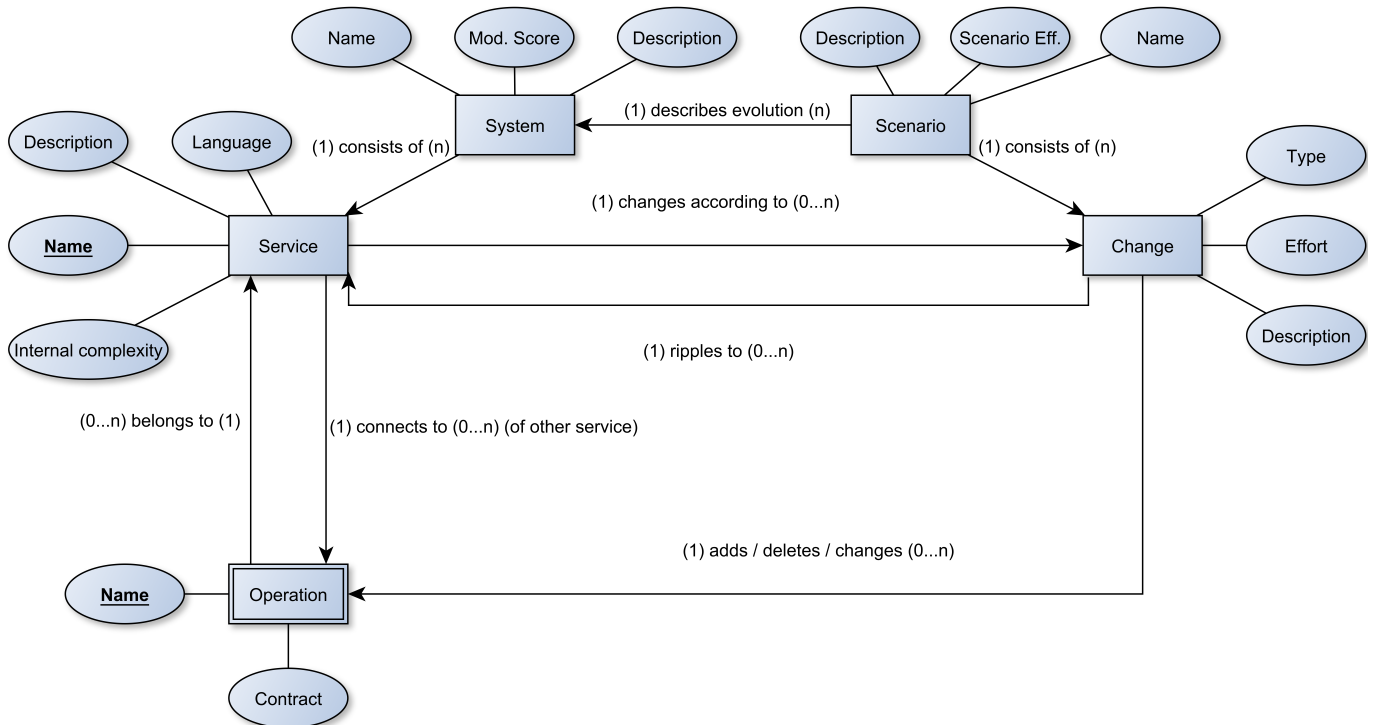 Name
Mod. Score
Description
Description
Scenario Eff.
Name
System
(1) describes evolution (n)
Scenario
Description
Language
(1) consists of (n)
(1) consists of (n)
Type
(1) changes according to (0...n)
Name
Service
Change
Effort
Internal complexity
(1) ripples to (0...n)
Description
(0...n) belongs to (1)
(1) connects to (0...n) (of other service)
(1) adds / deletes / changes (0...n)
Name
Operation
Contract